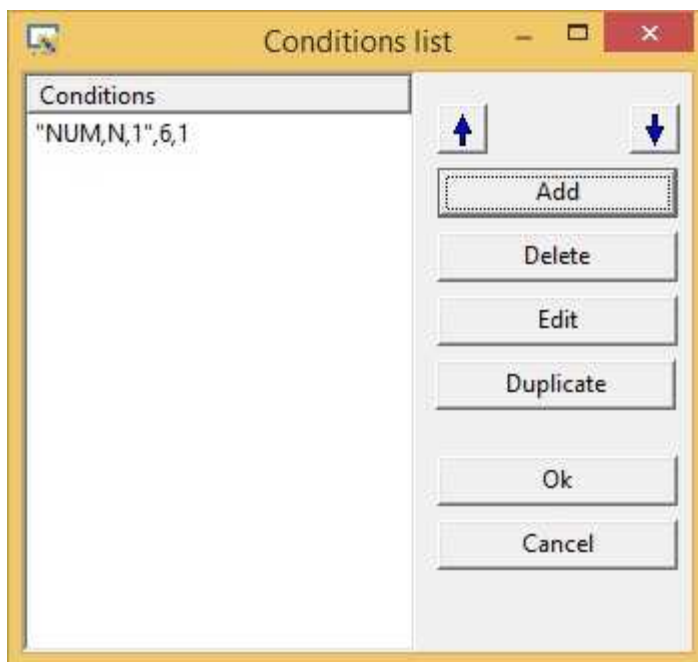 Conditions list
Conditions
"NUM,N,1",6,1
Add
Delete
Edit
Duplicate
Ok
Cancel